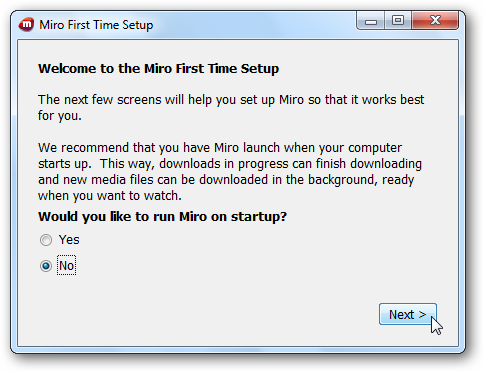 Miro First Time Setup
Welcome to the Miro First Time Setup
The next few screens will help you set up Miro so that it works best
for you.
We recommend that you have Miro launch when your computer
starts up.  This way, downloads in progress can finish downloading
and new media files can be downloaded in the background, ready
when you want to watch.
Would you like to run Miro on startup?
Yes
No
Next >